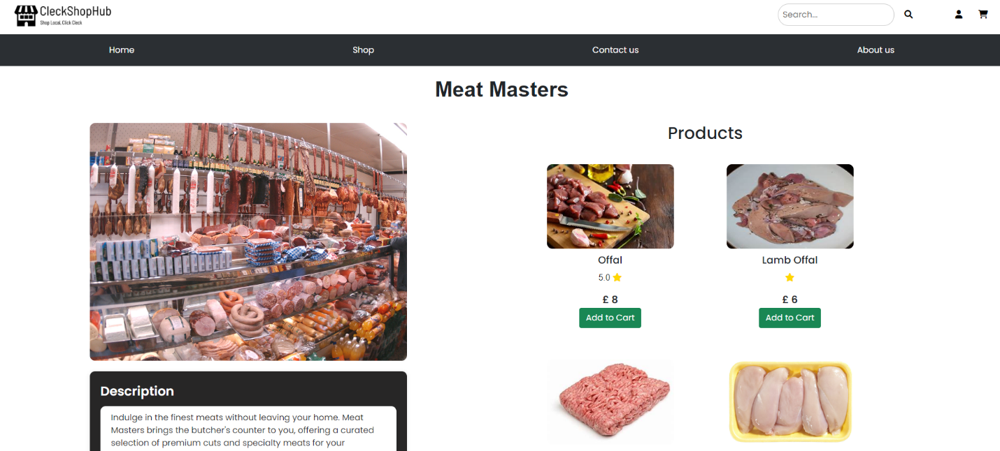 CleckShopHub
Shop Local, Click Cleck
Search...
Home
Shop
Contact us
About us
Meat Masters
Products
Offal
5.0
£ 8
Add to Cart
Lamb Offal
£ 6
Add to Cart
Description
Indulge in the finest meats without leaving your home. Meat
Masters brings the butcher's counter to you, offering a curated
selection of premium cuts and specialty meats for your